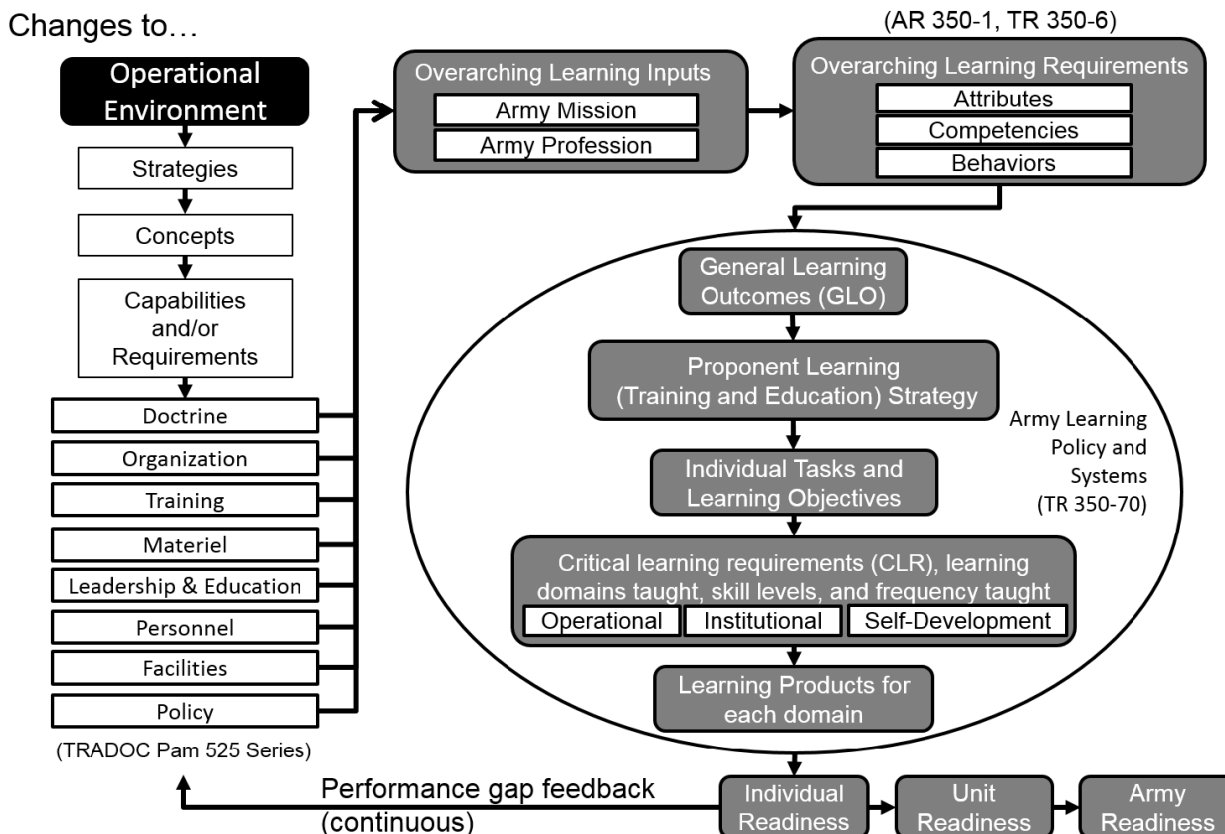 Changes to…
Operational
Environment
Strategies
Concepts
Capabilities
and/or
Requirements
Doctrine
Organization
Training
Materiel
Leadership & Education
Personnel
Facilities
Policy
(TRADOC Pam 525 Series)
Overarching Learning Inputs
Army Mission
Army Profession
(AR 350-1, TR 350-6)
Overarching Learning Requirements
Attributes
Competencies
Behaviors
General Learning
Outcomes (GLO)
Proponent Learning
(Training and Education) Strategy
Individual Tasks and
Learning Objectives
Critical learning requirements (CLR), learning
domains taught, skill levels, and frequency taught
Operational
Institutional
Self-Development
Learning Products for
each domain
Army Learning
Policy and
Systems
(TR 350-70)
Individual
Readiness
Unit
Readiness
Army
Readiness
Performance gap feedback
(continuous)